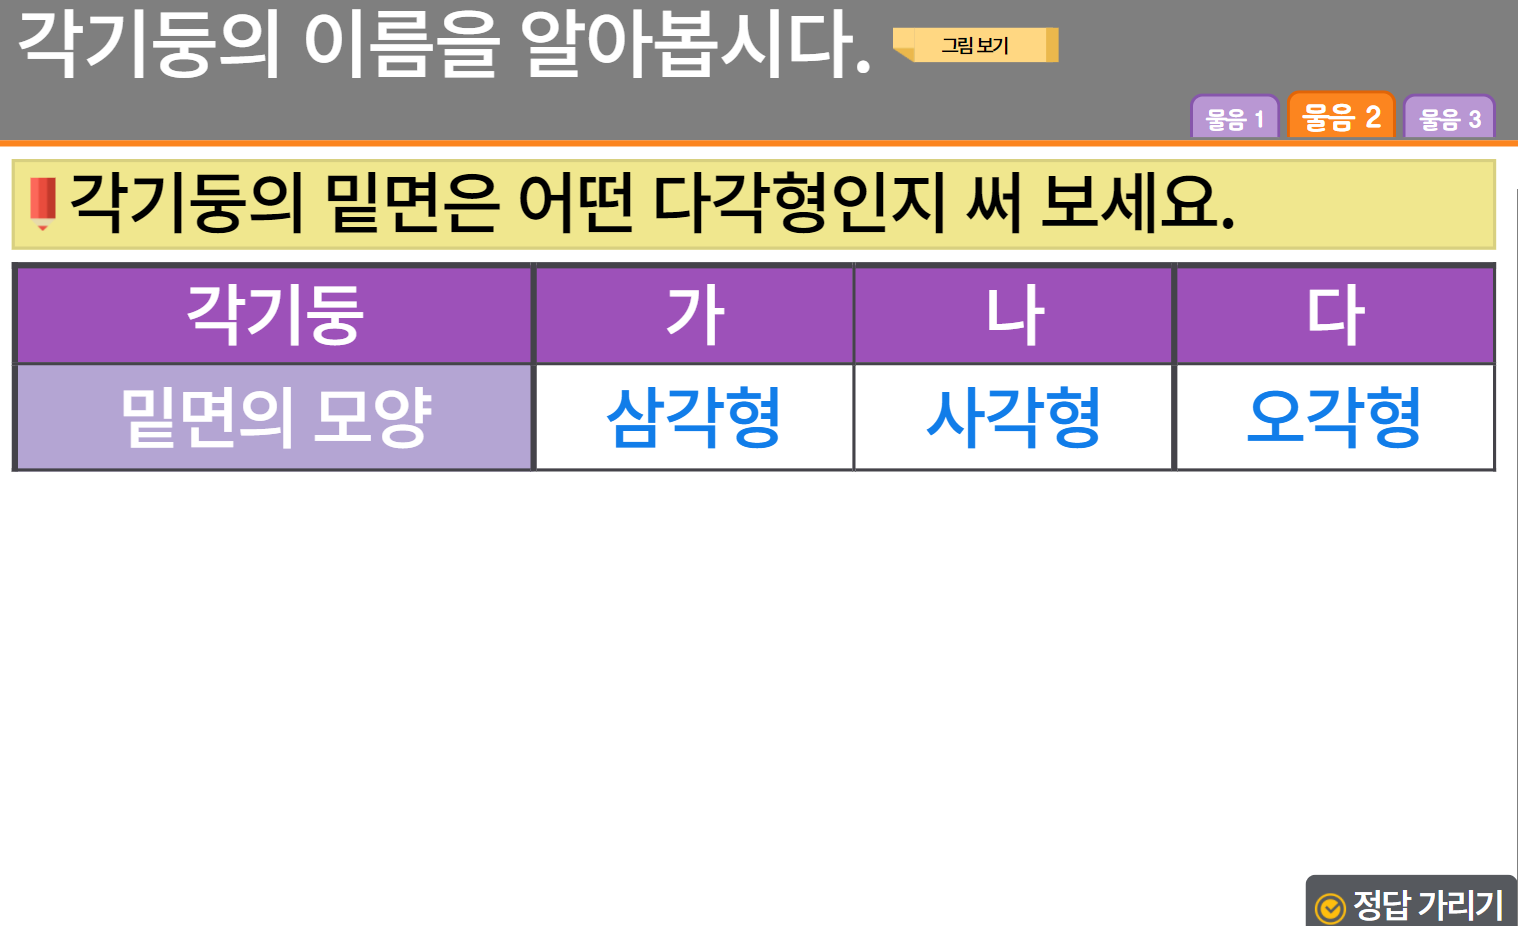 각기둥의 이름을 알아봅시다. 그림 보기
물음 1 물음 2 물음 3
각기둥의 밑면은 어떤 다각형인지 써 보세요.
각기둥 가 나 다
밑면의 모양 삼각형 사각형 오각형
정답 가리기